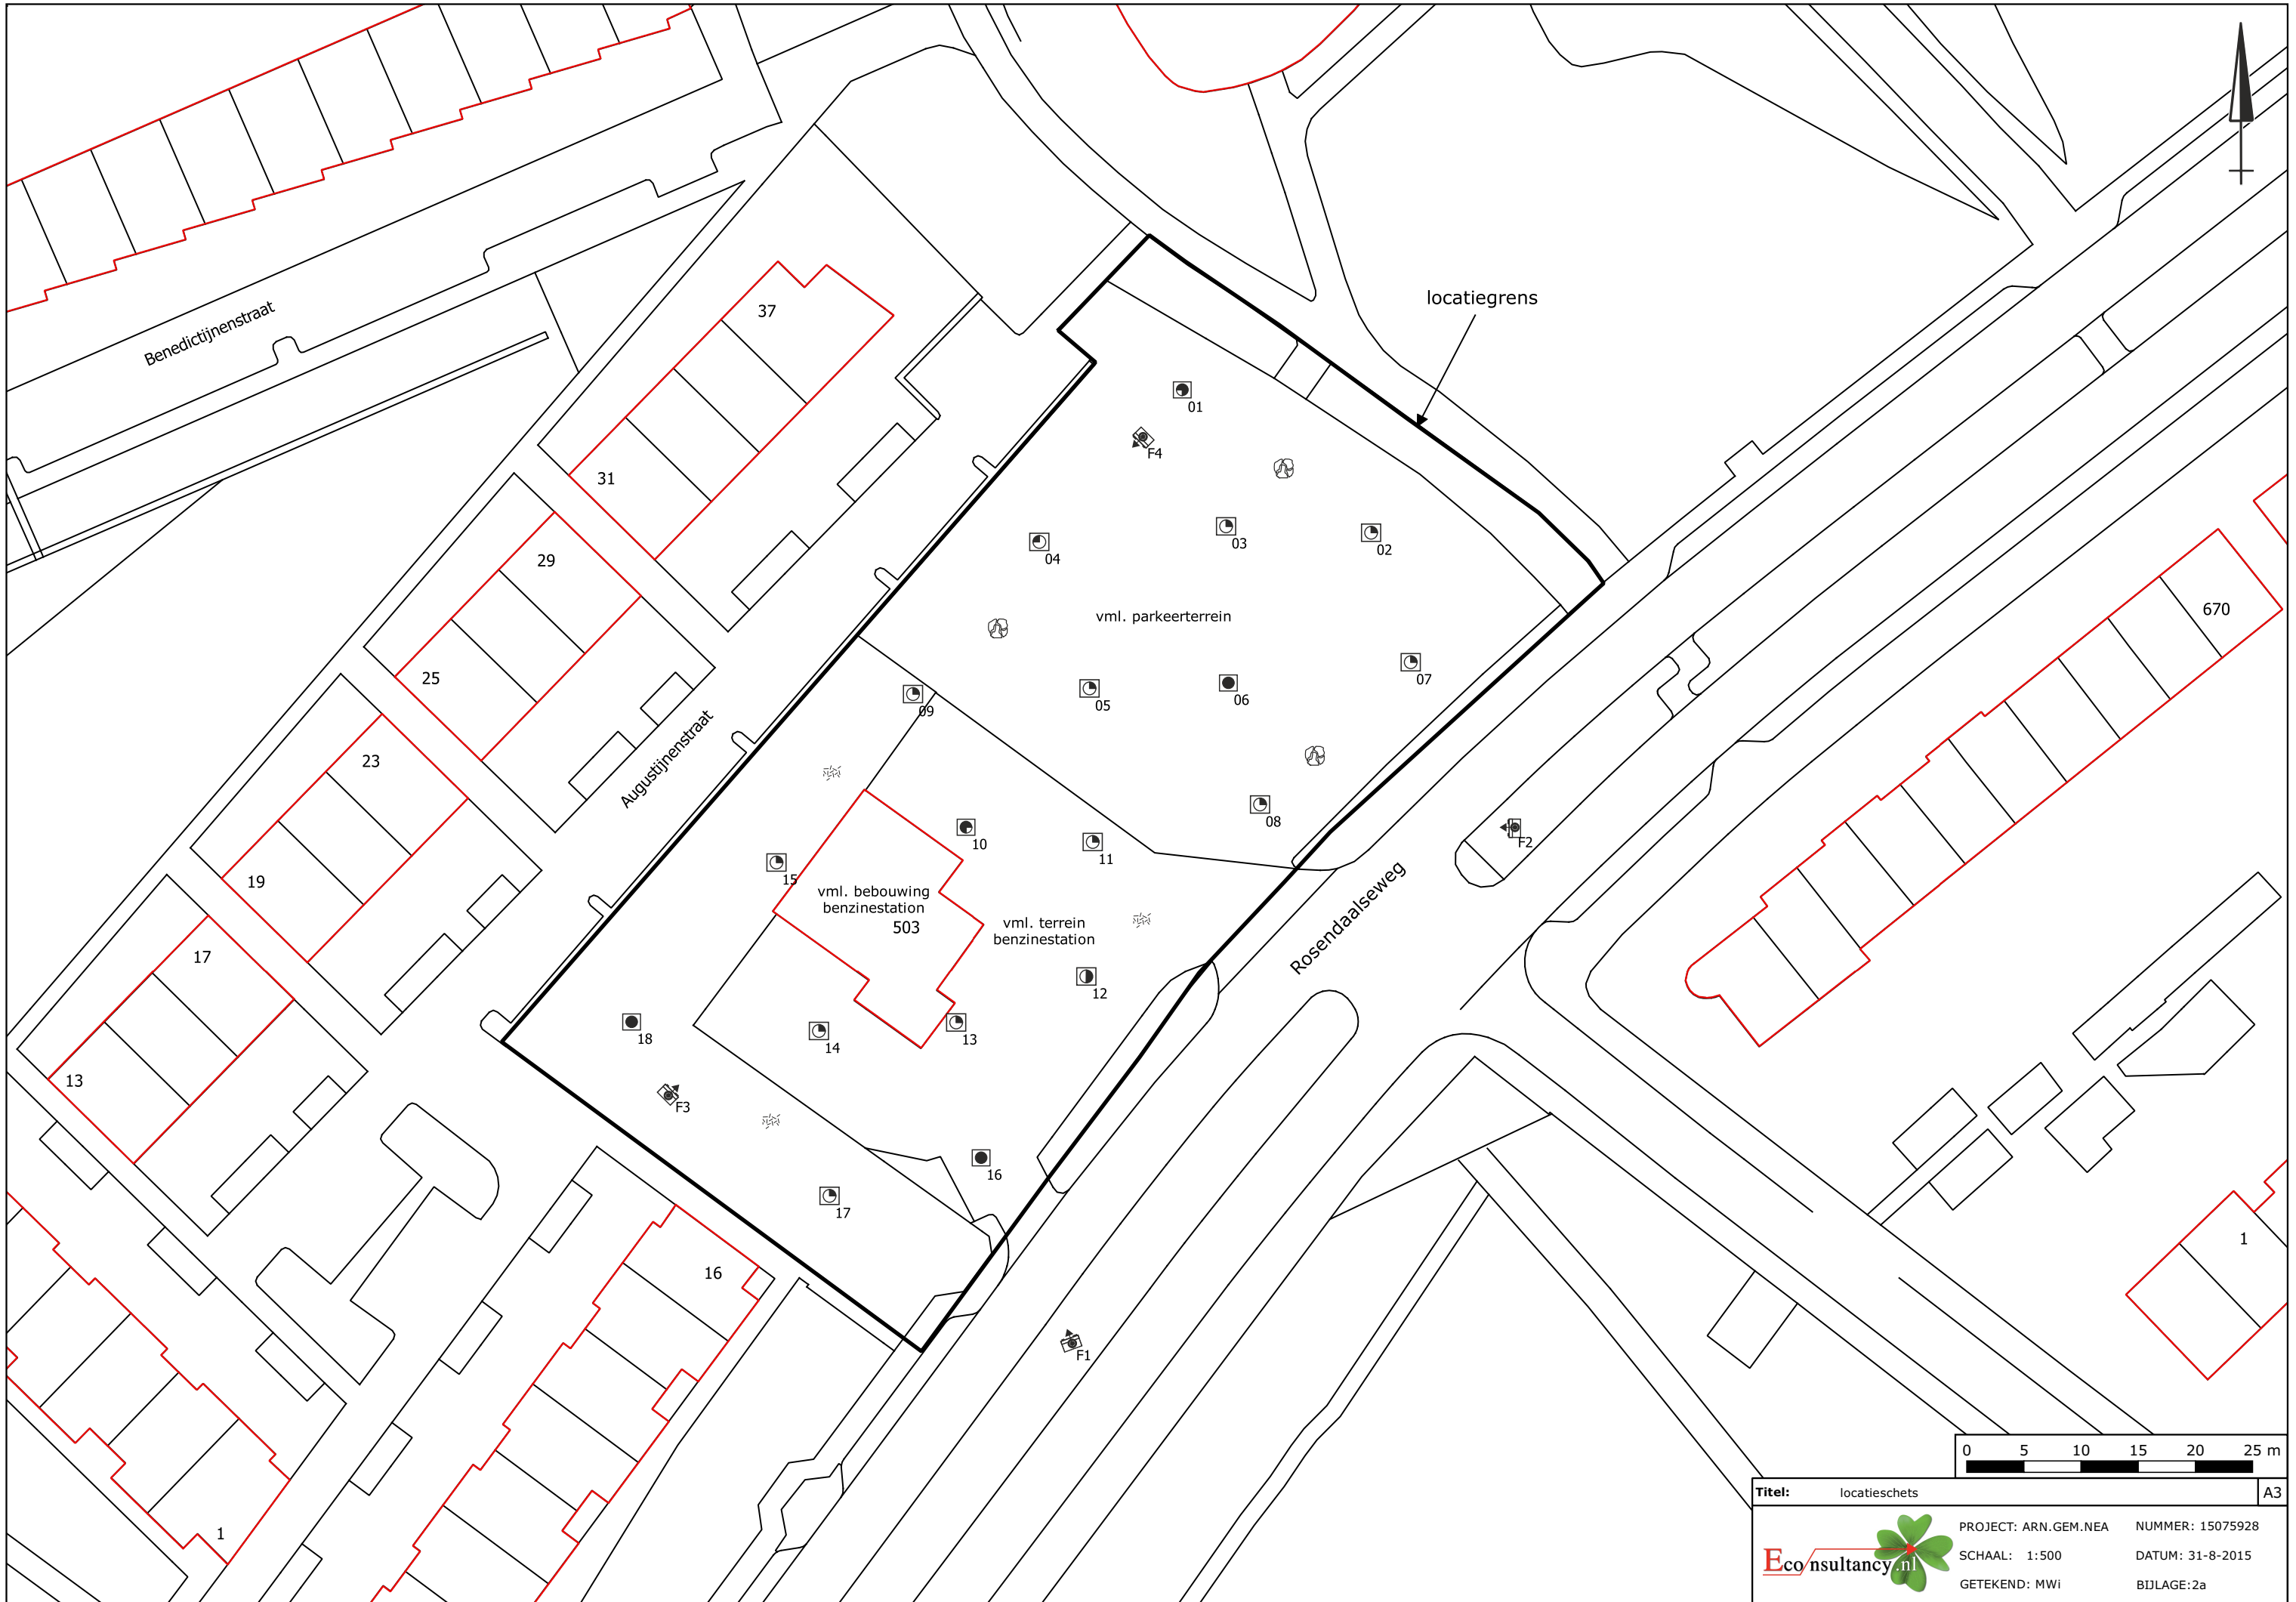 Benedictijnenstraat
37
locatiegrens
01
F4
31
04
03
02
29
vml. parkeerterrein
670
25
09
05
06
07
Augustijnenstraat
23
08
10
11
F2
15
19
vml. bebouwing
benzinestation
503
vml. terrein
benzinestation
Rosendaalseweg
17
12
18
14
13
13
F3
16
17
1
16
F1
1
0 5 10 15 20 25 m
Titel: locatieschets A3
Econsultancy.nl
PROJECT: ARN.GEM.NEA NUMMER: 15075928
SCHAAL: 1:500 DATUM: 31-8-2015
GETEKEND: MWi BIJLAGE:2a